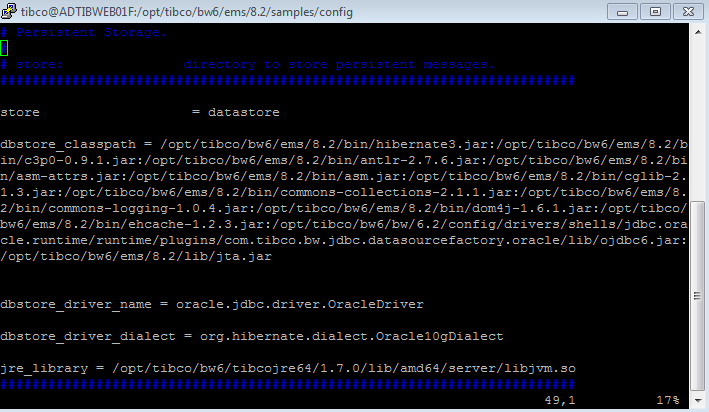 tibco@ADTIBWEB01F:/opt/tibco/bw6/ems/8.2/samples/config
# Persistent Storage.
#
# store: directory to store persistent messages.
########################################################################
store = datastore
dbstore_classpath = /opt/tibco/bw6/ems/8.2/bin/hibernate3.jar:/opt/tibco/bw6/ems/8.2/b
in/c3p0-0.9.1.jar:/opt/tibco/bw6/ems/8.2/bin/antlr-2.7.6.jar:/opt/tibco/bw6/ems/8.2/bi
n/asm-attrs.jar:/opt/tibco/bw6/ems/8.2/bin/asm.jar:/opt/tibco/bw6/ems/8.2/bin/cglib-2.
1.3.jar:/opt/tibco/bw6/ems/8.2/bin/commons-collections-2.1.1.jar:/opt/tibco/bw6/ems/8.
2/bin/commons-logging-1.0.4.jar:/opt/tibco/bw6/ems/8.2/bin/dom4j-1.6.1.jar:/opt/tibco/
bw6/ems/8.2/bin/ehcache-1.2.3.jar:/opt/tibco/bw6/bw/6.2/config/drivers/shells/jdbc.ora
cle.runtime/runtime/plugins/com.tibco.bw.jdbc.datasourcefactory.oracle/lib/ojdbc6.jar:
/opt/tibco/bw6/ems/8.2/lib/jta.jar
dbstore_driver_name = oracle.jdbc.driver.OracleDriver
dbstore_driver_dialect = org.hibernate.dialect.Oracle10gDialect
jre_library = /opt/tibco/bw6/tibcojre64/1.7.0/lib/amd64/server/libjvm.so
########################################################################
49,1 17%